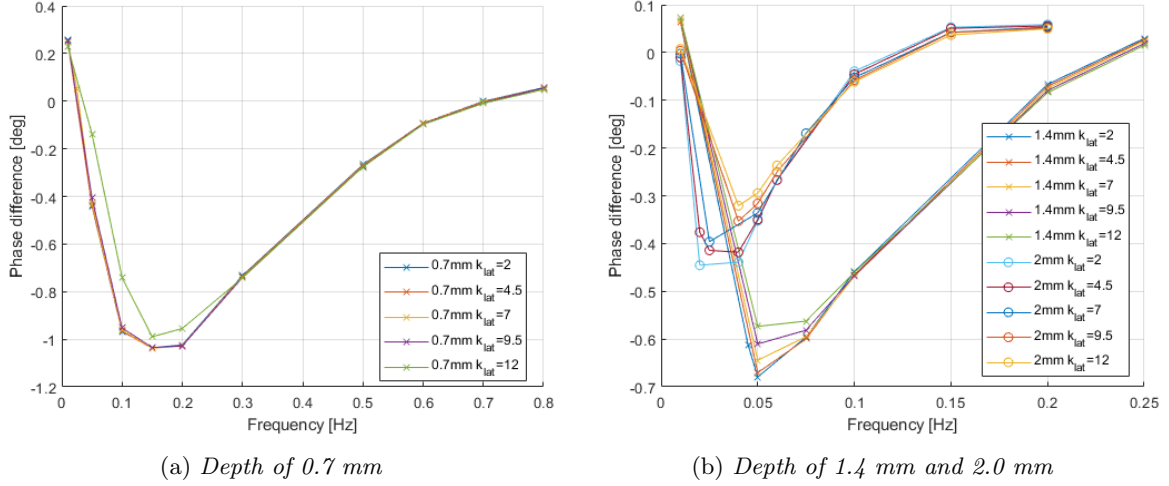 0.4
0.2
0
-0.2
-0.4
-0.6
-0.8
-1
-1.2
Phase difference [deg]
0 0.1 0.2 0.3 0.4 0.5 0.6 0.7 0.8
Frequency [Hz]
0.7mm k_lat=2
0.7mm k_lat=4.5
0.7mm k_lat=7
0.7mm k_lat=9.5
0.7mm k_lat=12
(a) Depth of 0.7 mm
0.1
0
-0.1
-0.2
-0.3
-0.4
-0.5
-0.6
-0.7
Phase difference [deg]
0 0.05 0.1 0.15 0.2 0.25
Frequency [Hz]
1.4mm k_lat=2
1.4mm k_lat=4.5
1.4mm k_lat=7
1.4mm k_lat=9.5
1.4mm k_lat=12
2mm k_lat=2
2mm k_lat=4.5
2mm k_lat=7
2mm k_lat=9.5
2mm k_lat=12
(b) Depth of 1.4 mm and 2.0 mm